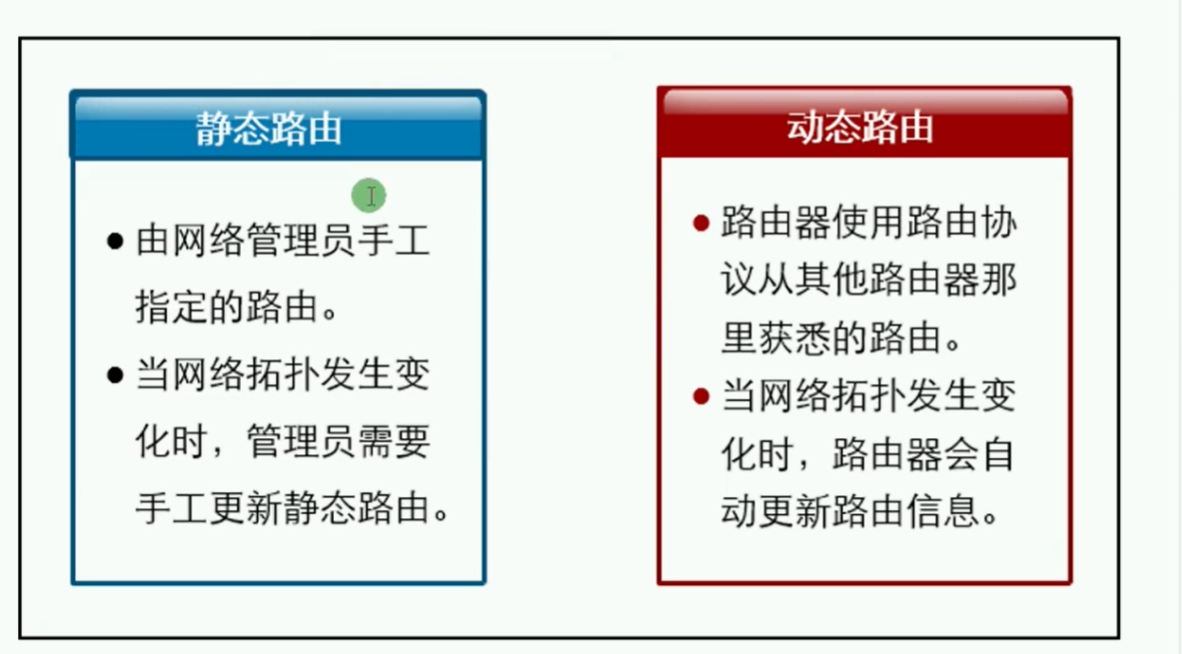 静态路由
● 由网络管理员手工
指定的路由。
● 当网络拓扑发生变
化时，管理员需要
手工更新静态路由。
动态路由
● 路由器使用路由协
议从其他路由器那
里获悉的路由。
● 当网络拓扑发生变
化时，路由器会自
动更新路由信息。